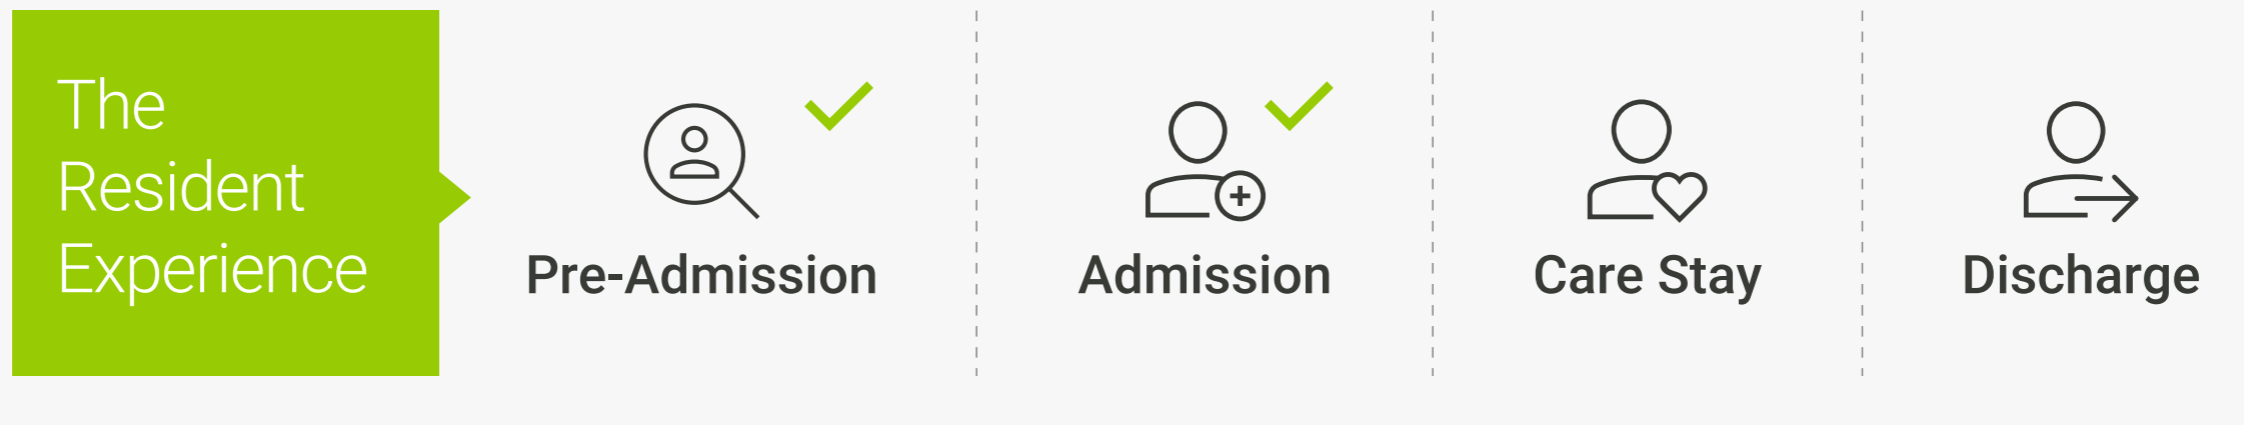 The
Resident
Experience
Pre-Admission
Admission
Care Stay
Discharge